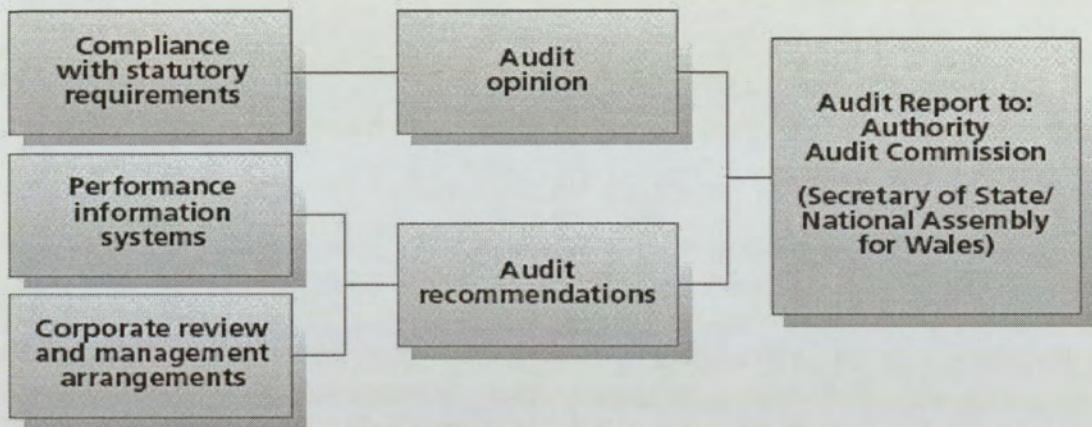 Compliance
with statutory
requirements
Audit
opinion
Performance
information
systems
Audit
recommendations
Corporate review
and management
arrangements
Audit Report to:
Authority
Audit Commission
(Secretary of State/
National Assembly
for Wales)